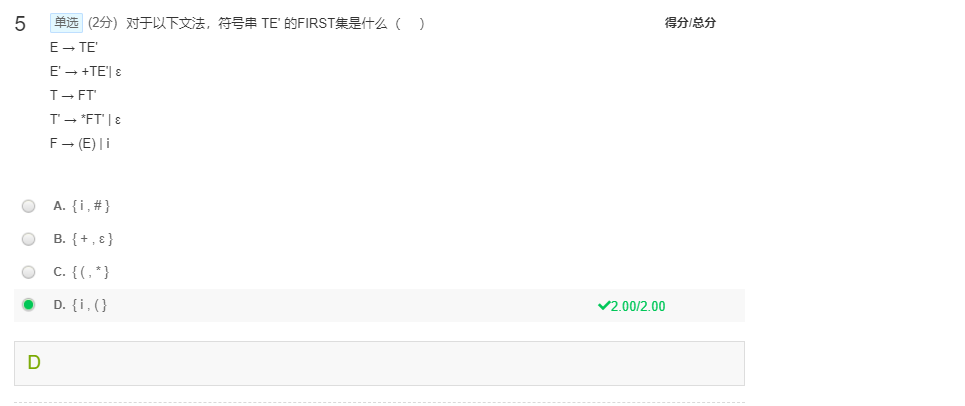 5 单选 (2分) 对于以下文法，符号串 TE' 的FIRST集是什么（ ） 得分/总分
E → TE'
E' → +TE'| ε
T → FT'
T' → *FT' | ε
F → (E) | i
A. { i , # }
B. { + , ε }
C. { ( , * }
D. { i , ( } 2.00/2.00
D